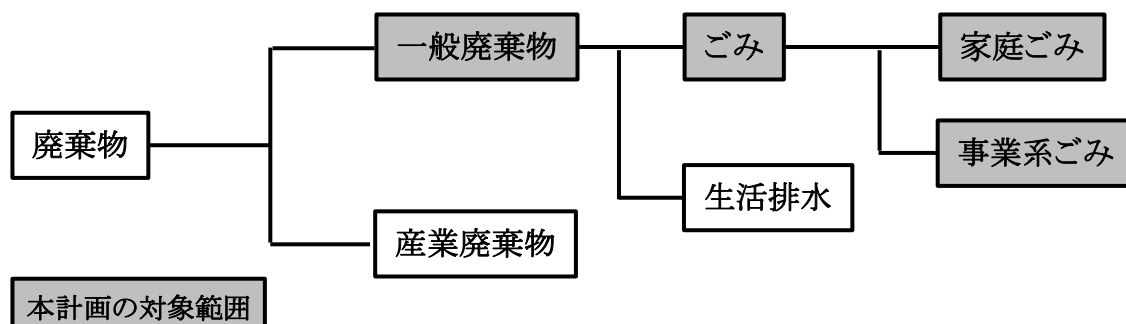 廃棄物
一般廃棄物
ごみ
家庭ごみ
事業系ごみ
生活排水
産業廃棄物
本計画の対象範囲